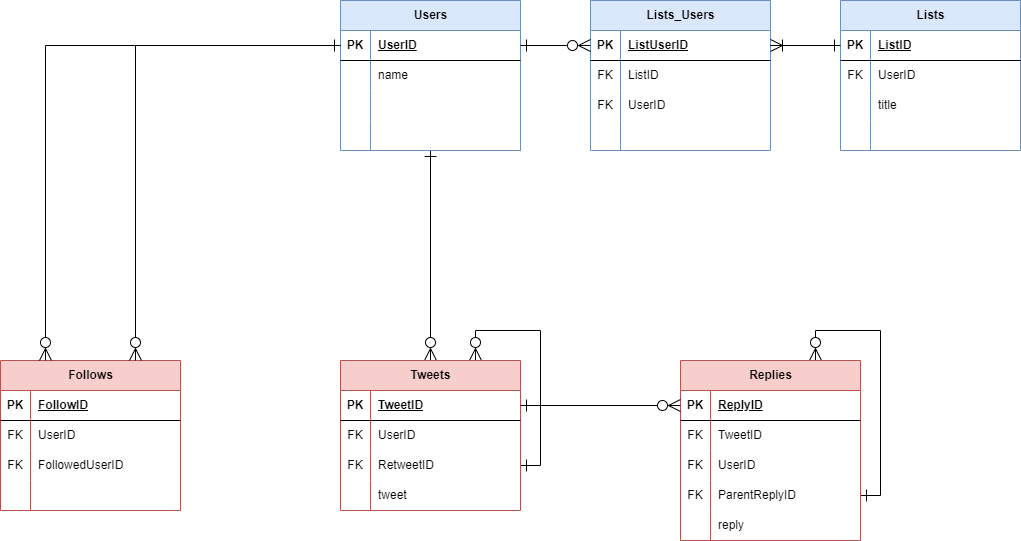 Users
PK UserID
name
Lists_Users
PK ListUserID
FK ListID
FK UserID
Lists
PK ListID
FK UserID
title
Follows
PK FollowID
FK UserID
FK FollowedUserID
Tweets
PK TweetID
FK UserID
FK RetweetID
tweet
Replies
PK ReplyID
FK TweetID
FK UserID
FK ParentReplyID
reply